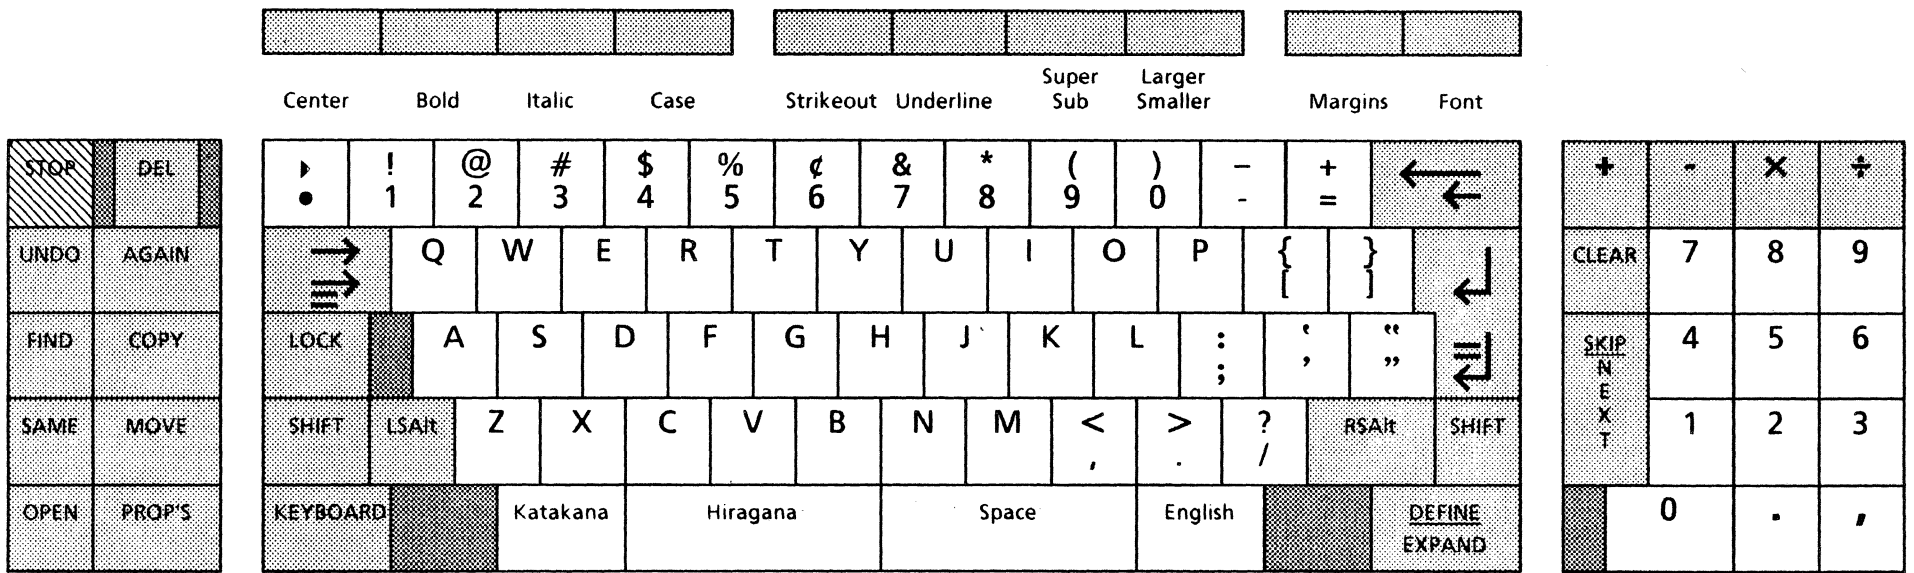 Super Larger
Center Bold Italic Case Strikeout Underline Sub Smaller Margins Font
STOP DEL ▶ ! @ # $ % ¢ & * ( ) — + ← + - × ÷
● 1 2 3 4 5 6 7 8 9 0 - = ←
UNDO AGAIN → Q W E R T Y U I O P { } ↵ CLEAR 7 8 9
[ ]
FIND COPY LOCK A S D F G H J K L : ‘ “ SKIP NEXT 4 5 6
; ’ ”
SAME MOVE SHIFT LSAlt Z X C V B N M < > ? RSAlt SHIFT 1 2 3
, . /
OPEN PROP'S KEYBOARD Katakana Hiragana Space English DEFINE 0 . ,
EXPAND